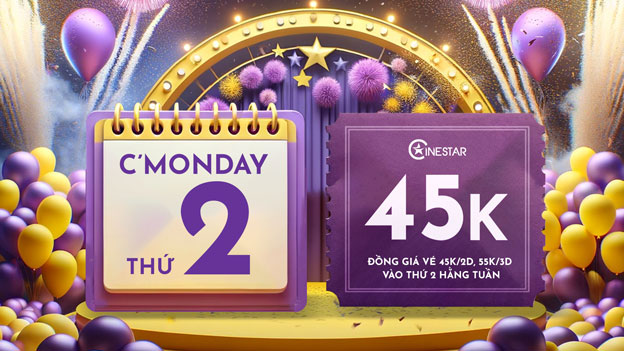 C'MONDAY
THỨ 2
CINESTAR
45K
ĐỒNG GIÁ VÉ 45K/2D, 55K/3D
VÀO THỨ 2 HẰNG TUẦN